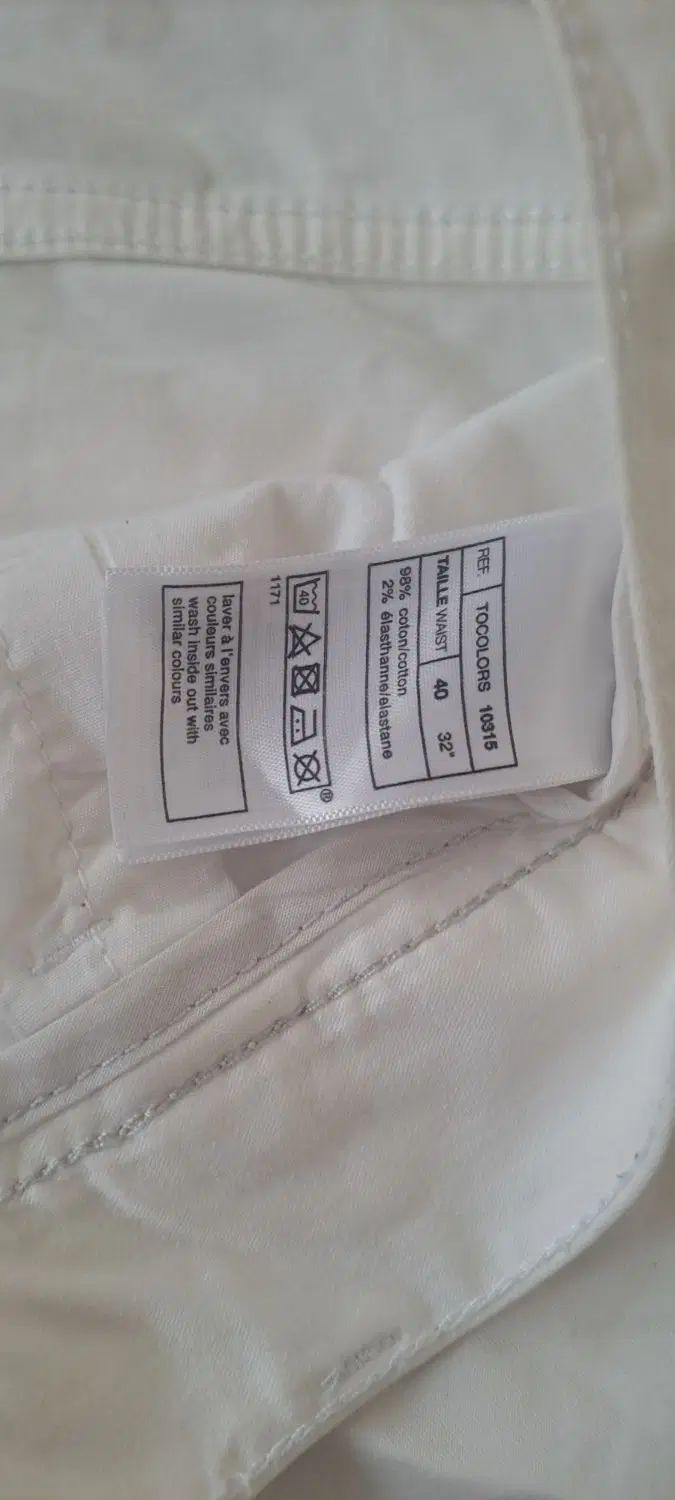 REF. TOCOLORS 10315
TAILLE WAIST 40 32"
98% coton/cotton
2% élasthanne/elastane
40
®
1171
laver à l'envers avec
couleurs similaires
wash inside out with
similar colours